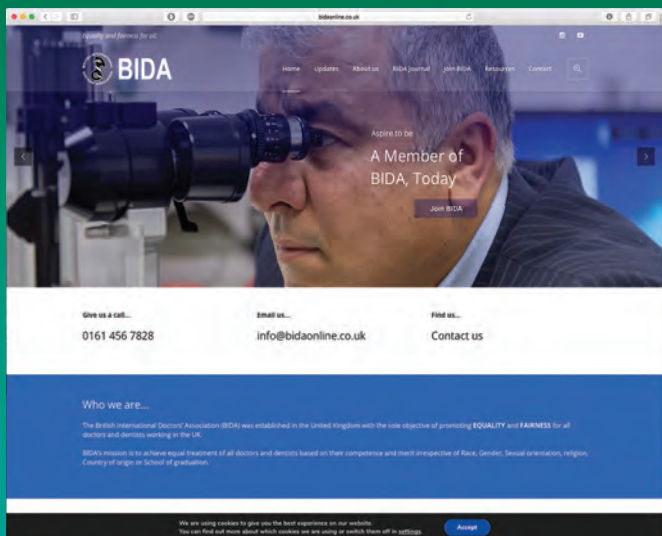 bidaonline.co.uk
Equality and fairness for all.
BIDA
Home Updates About us BIDA Journal Join BIDA Resources Contact
Aspire to be
A Member of
BIDA, Today
Join BIDA
Give us a call...
0161 456 7828
Email us...
info@bidaonline.co.uk
Find us...
Contact us
Who we are...
The British International Doctors' Association (BIDA) was established in the United Kingdom with the sole objective of promoting EQUALITY and FAIRNESS for all
doctors and dentists working in the UK.
BIDA's mission is to achieve equal treatment of all doctors and dentists based on their competence and merit irrespective of Race, Gender, Sexual orientation, religion,
Country of origin or School of graduation.
We are using cookies to give you the best experience on our website.
You can find out more about which cookies we are using or switch them off in settings.
Accept